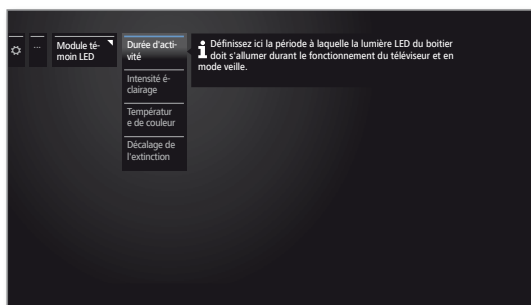 ...
Module té-
moin LED
Durée d'acti-
vité
Intensité é-
clairage
Températur
e de couleur
Décalage de
l'extinction
i Définissez ici la période à laquelle la lumière LED du boitier
doit s'allumer durant le fonctionnement du téléviseur et en
mode veille.